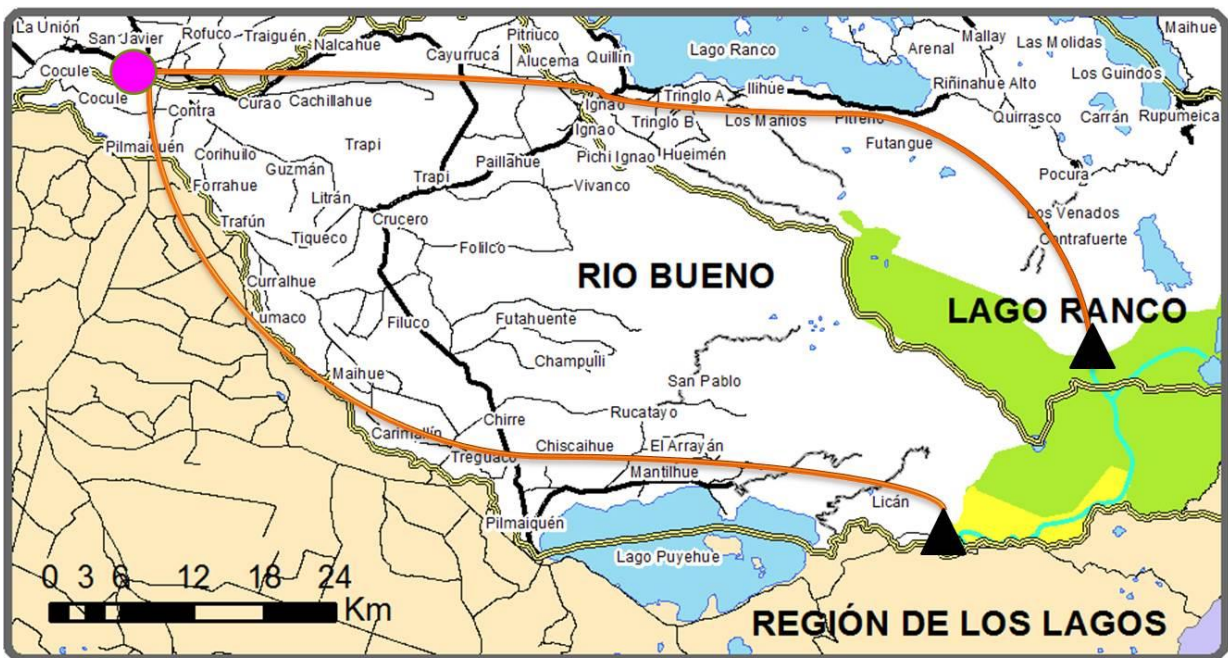 La Unión
San Javier
Rofuco
Traiguén
Nalcahue
Cayurruca
Pitriuco
Alucema
Quillín
Lago Ranco
Arenal
Mallay
Las Molidas
Maihue
Los Guindos
Cocule
Cocule
Contra
Curao
Cachillahue
Ignao
Tringlo A
Ilihue
Riñinahue Alto
Ignao
Tringlo B
Los Mañios
Pitreño
Quirrasco
Carrán
Rupumeica
Pilmaiquén
Corihuilo
Trapi
Paillahue
Pichi Ignao
Hueimén
Futangue
Guzmán
Forrahue
Litrán
Trapi
Vivanco
Pocura
Trafún
Crucero
Los Venados
Tiqueco
Folilco
Contrafuerte
Curralhue
RIO BUENO
LAGO RANCO
umaco
Filuco
Futahuente
Champulli
Maihue
San Pablo
Chirre
Rucatayo
Carimallín
Chiscaihue
El Arrayán
Treguaco
Mantilhue
Licán
Pilmaiquén
Lago Puyehue
0 3 6 12 18 24
Km
REGIÓN DE LOS LAGOS